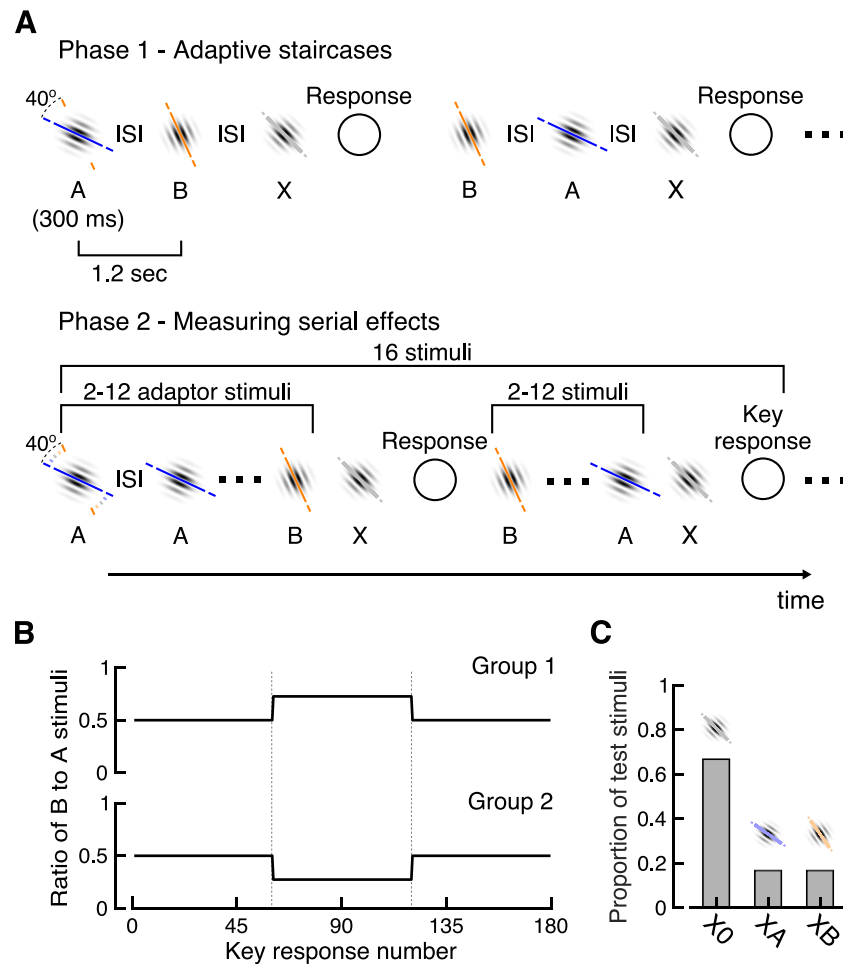 A
Phase 1 - Adaptive staircases
40º
ISI
ISI
Response
ISI
ISI
Response
A
B
X
B
A
X
(300 ms)
1.2 sec
Phase 2 - Measuring serial effects
16 stimuli
2-12 adaptor stimuli
2-12 stimuli
Key
response
40º
ISI
Response
A
A
B
X
B
A
X
time
B
Ratio of B to A stimuli
1
0.5
0
Group 1
1
0.5
0
Group 2
0
45
90
135
180
Key response number
C
Proportion of test stimuli
1
0.8
0.6
0.4
0.2
0
X0
XA
XB